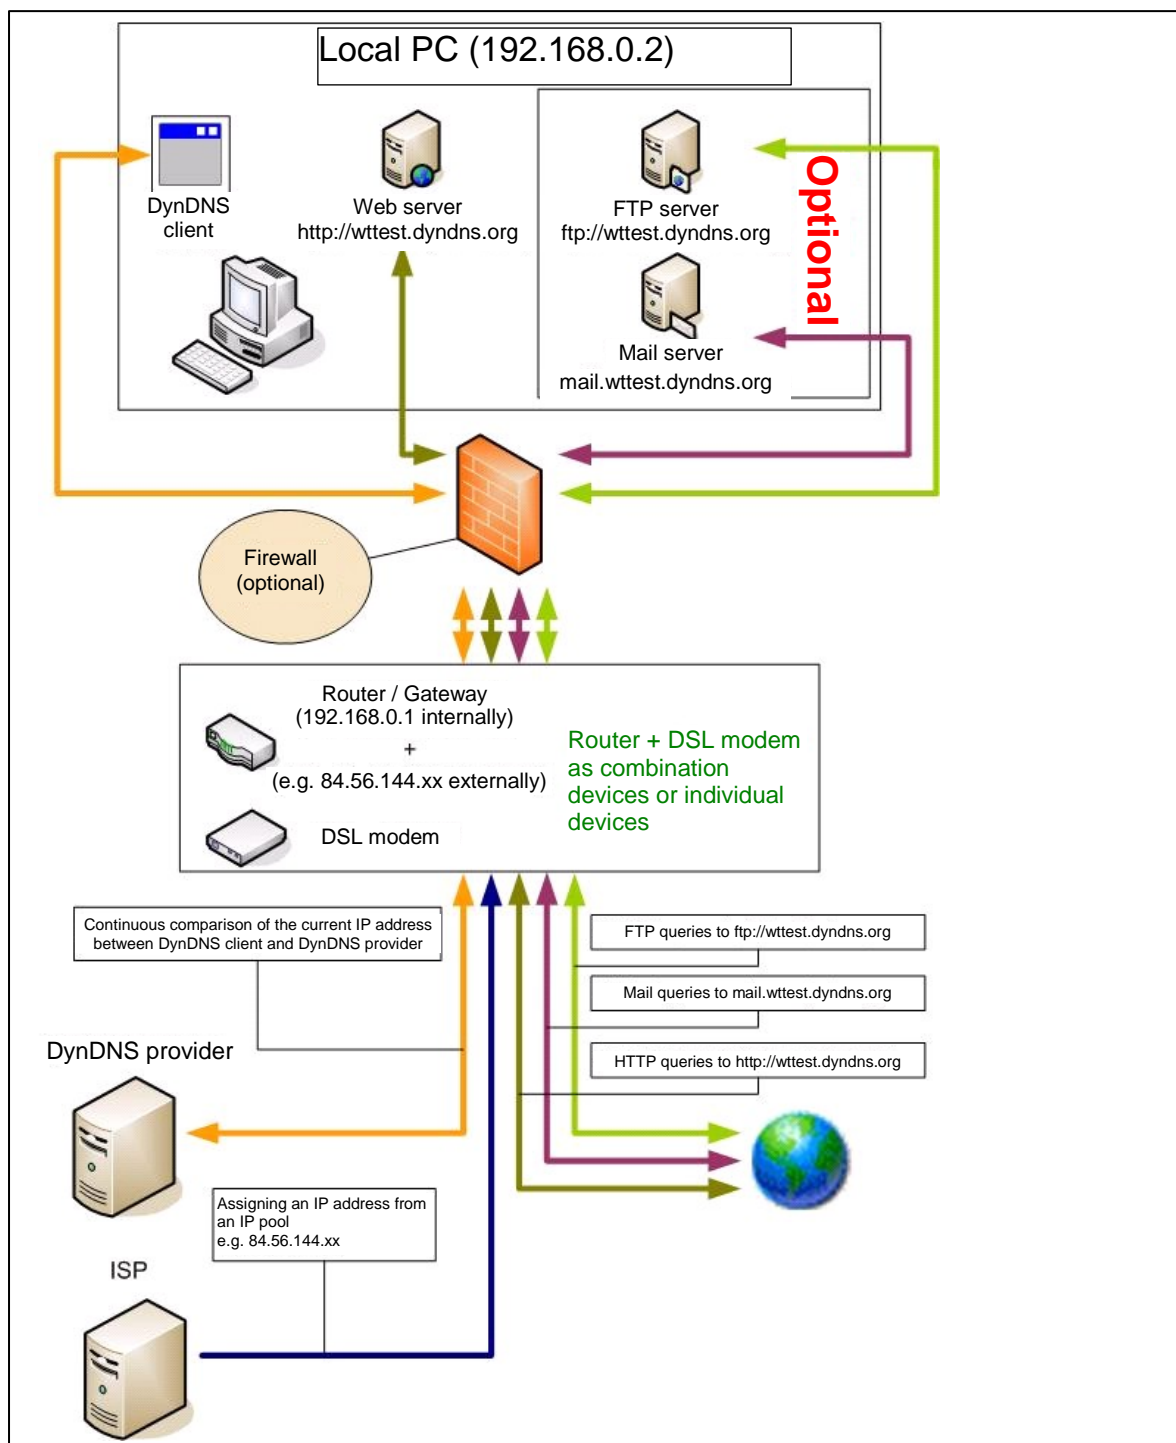 Local PC (192.168.0.2)
DynDNS
client
Web server
http://wttest.dyndns.org
FTP server
ftp://wttest.dyndns.org
Optional
Mail server
mail.wttest.dyndns.org
Firewall
(optional)
Router / Gateway
(192.168.0.1 internally)
+
(e.g. 84.56.144.xx externally)
DSL modem
Router + DSL modem
as combination
devices or individual
devices
Continuous comparison of the current IP address
between DynDNS client and DynDNS provider
FTP queries to ftp://wttest.dyndns.org
Mail queries to mail.wttest.dyndns.org
HTTP queries to http://wttest.dyndns.org
DynDNS provider
Assigning an IP address from
an IP pool
e.g. 84.56.144.xx
ISP